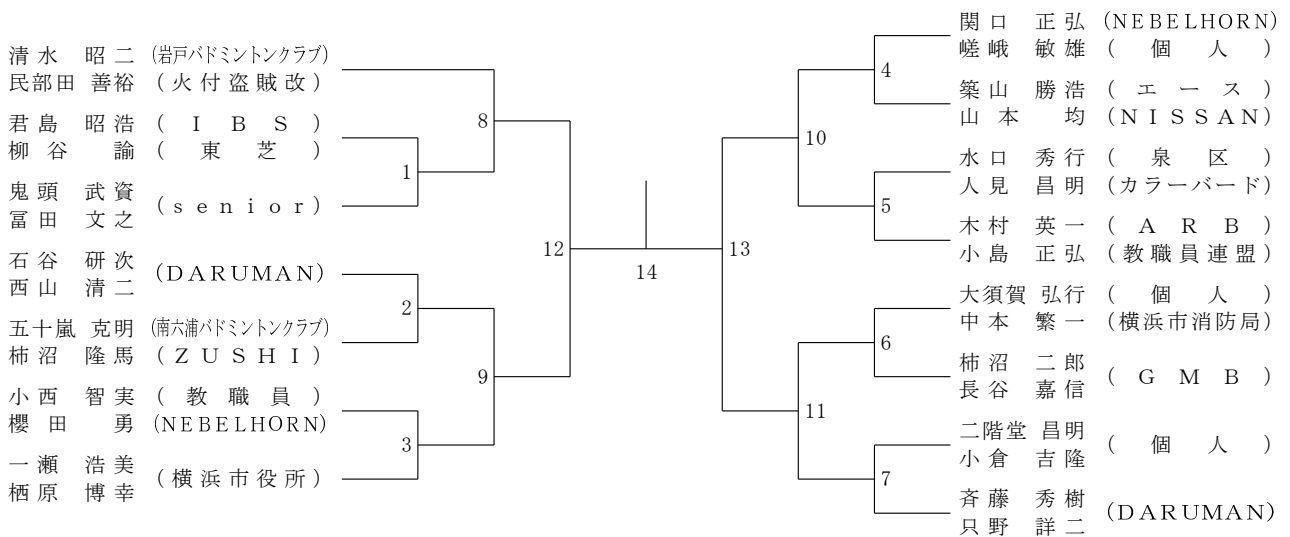 清水 昭二 (岩戸バドミントンクラブ)
民部田 善裕 (火付盗賊改)
君島 昭浩 (IBS)
柳谷 諭 (東芝)
鬼頭 武資
冨田 文之
(senior)
石谷 研次
西山 清二
(DARUMAN)
五十嵐 克明 (南六浦バドミントンクラブ)
柿沼 隆馬 (ZUSHI)
小西 智実 (教職員)
櫻田 勇 (NEBELHORN)
一瀬 浩美
栖原 博幸
(横浜市役所)
8
1
2
9
3
12
14
13
関口 正弘 (NEBELHORN)
嵯峨 敏雄 (個人)
築山 勝浩 (エース)
山本 均 (NISSAN)
水口 秀行 (泉区)
人見 昌明 (カラーバード)
木村 英一 (ARB)
小島 正弘 (教職員連盟)
大須賀 弘行 (個人)
中本 繁一 (横浜市消防局)
柿沼 二郎
長谷 嘉信
(GMB)
二階堂 昌明
小倉 吉隆
(個人)
斉藤 秀樹
只野 詳二
(DARUMAN)
4
10
5
6
11
7